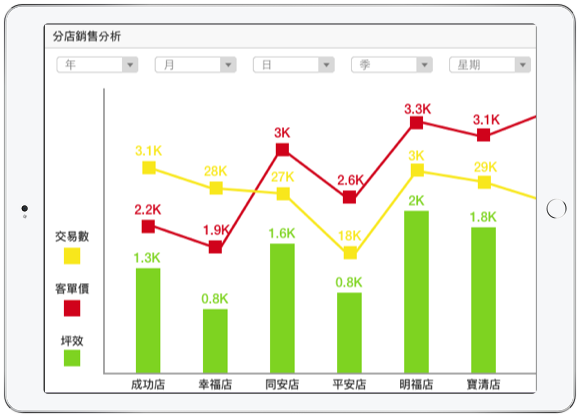 分店銷售分析
年
月
日
季
星期
3.3K
3.1K
3K
3.1K
28K
27K
2.6K
3K
29K
2.2K
1.9K
18K
交易數
客單價
坪效
1.3K
0.8K
1.6K
0.8K
2K
1.8K
成功店
幸福店
同安店
平安店
明福店
寶清店